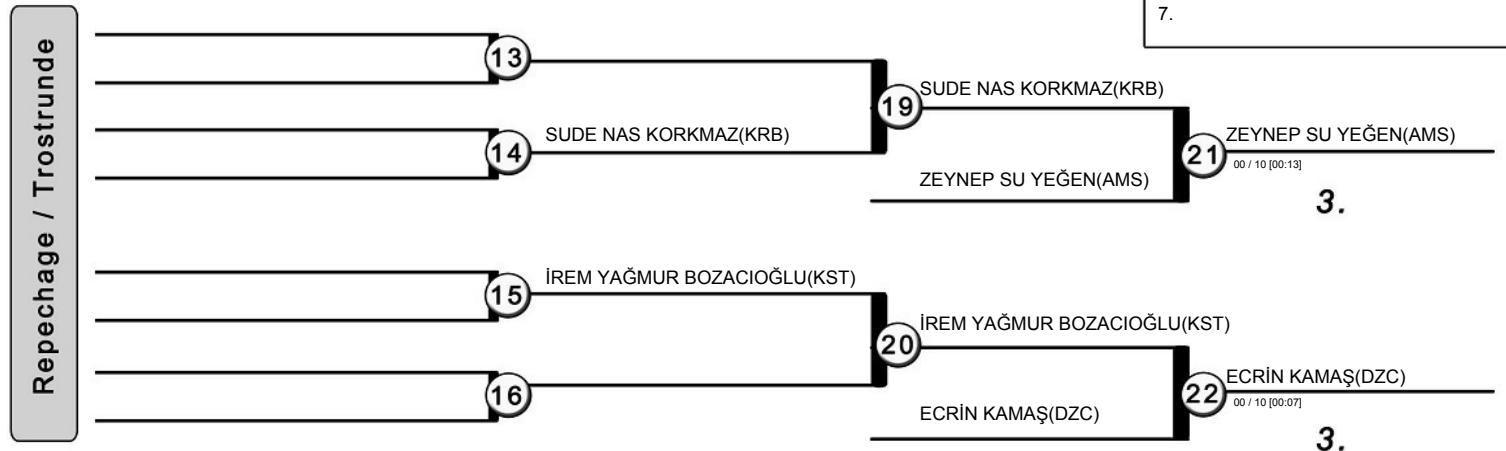 7.
Repechage / Trostrunde
13
SUDE NAS KORKMAZ(KRB)
19
14
SUDE NAS KORKMAZ(KRB)
ZEYNEP SU YEĞEN(AMS)
21
00 / 10 [00:13]
ZEYNEP SU YEĞEN(AMS)
3.
15
İREM YAĞMUR BOZACIOĞLU(KST)
İREM YAĞMUR BOZACIOĞLU(KST)
20
16
ECRİN KAMAŞ(DZC)
22
00 / 10 [00:07]
ECRİN KAMAŞ(DZC)
3.